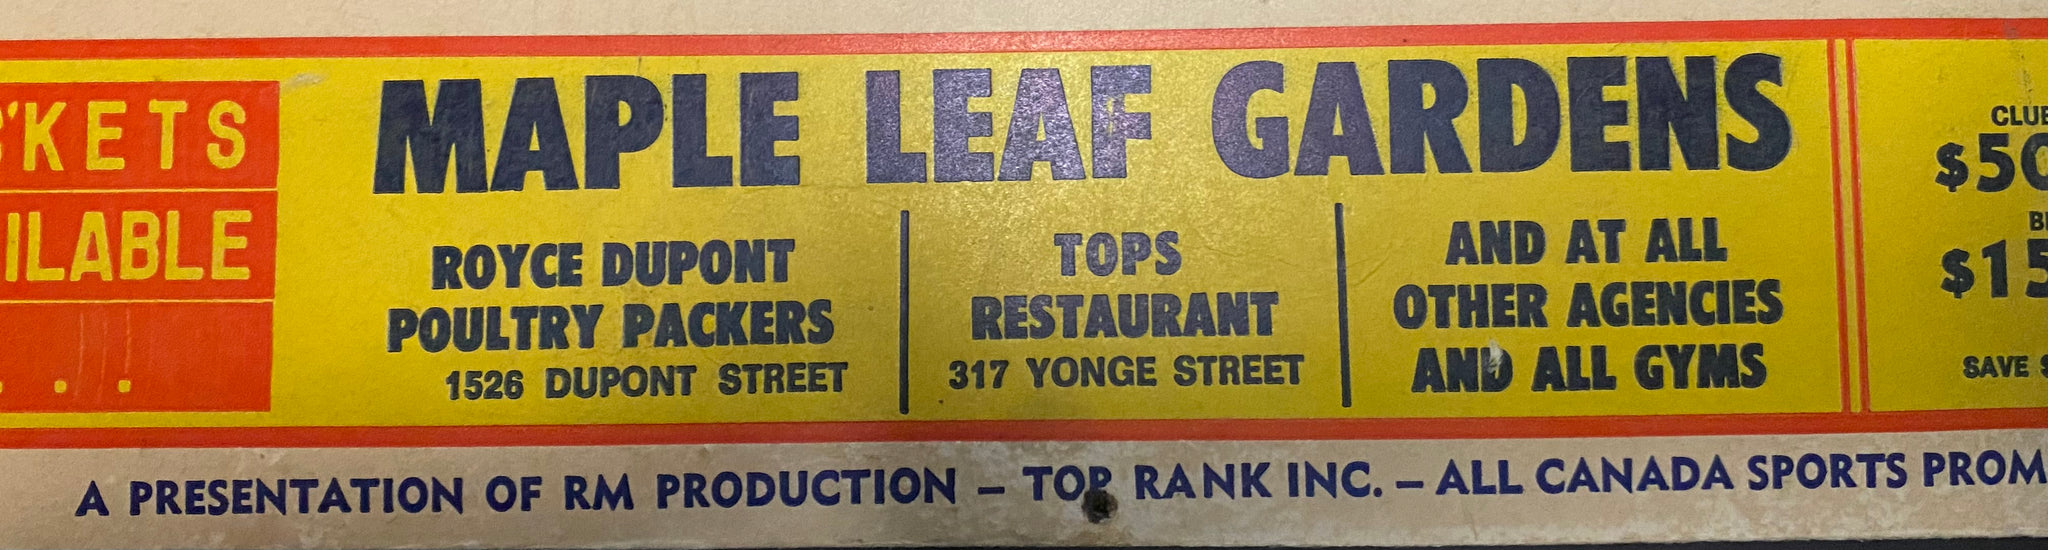 MAPLE LEAF GARDENS
ROYCE DUPONT
POULTRY PACKERS
1526 DUPONT STREET
TOPS
RESTAURANT
317 YONGE STREET
AND AT ALL
OTHER AGENCIES
AND ALL GYMS
SAVE
A PRESENTATION OF RM PRODUCTION – TOP RANK INC. – ALL CANADA SPORTS